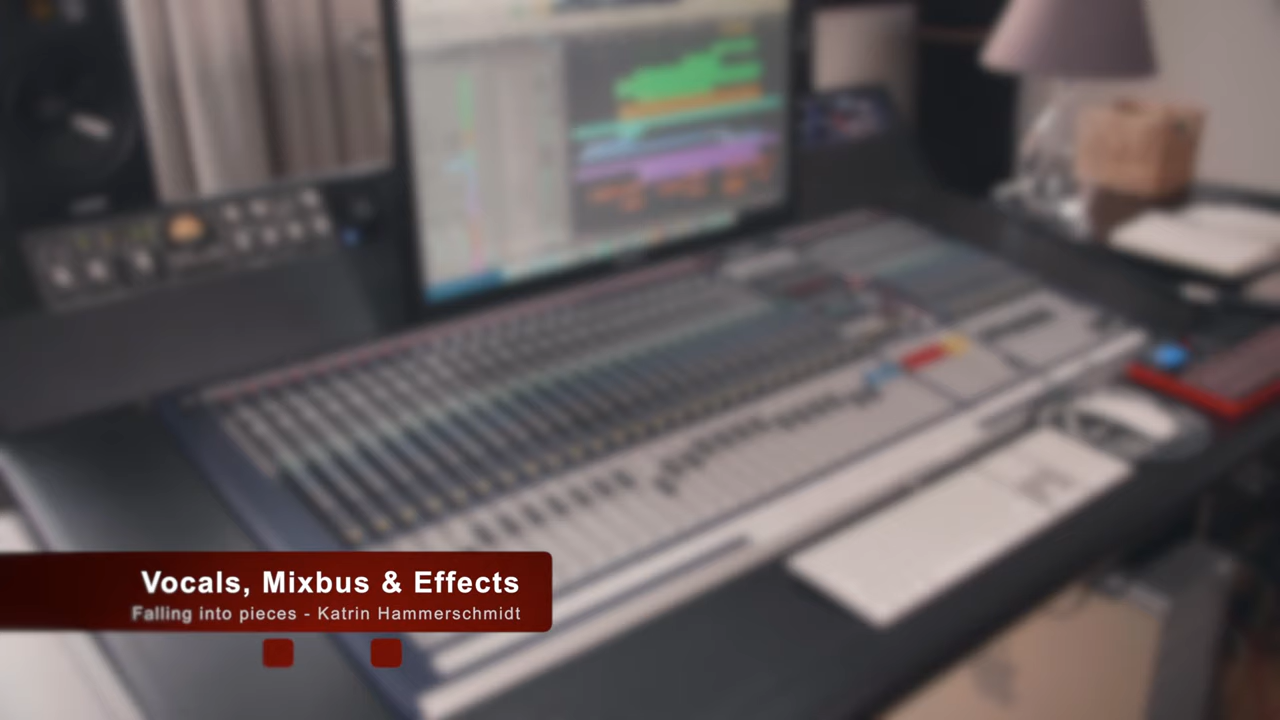 Vocals, Mixbus & Effects
Falling into pieces - Katrin Hammerschmidt